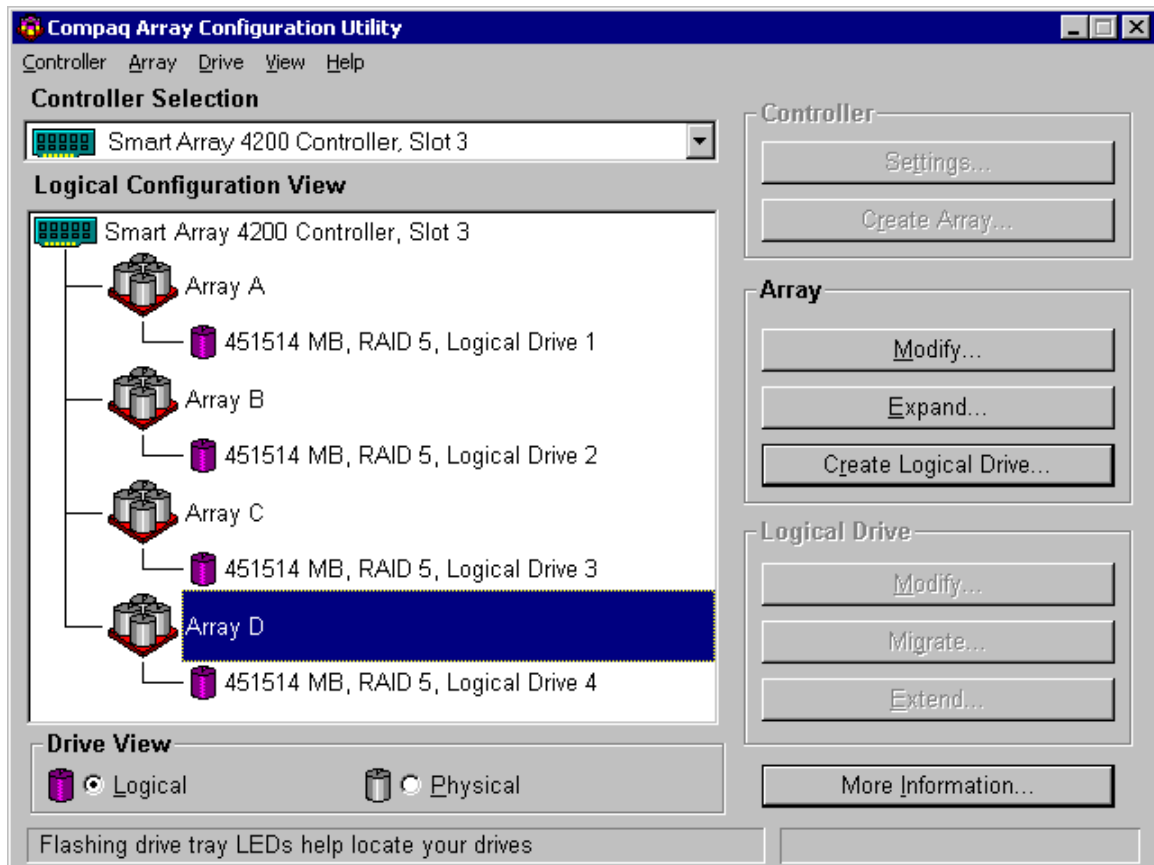 Compaq Array Configuration Utility
Controller Array Drive View Help
Controller Selection
Smart Array 4200 Controller, Slot 3
Logical Configuration View
Smart Array 4200 Controller, Slot 3
Array A
451514 MB, RAID 5, Logical Drive 1
Array B
451514 MB, RAID 5, Logical Drive 2
Array C
451514 MB, RAID 5, Logical Drive 3
Array D
451514 MB, RAID 5, Logical Drive 4
Drive View
Logical
Physical
Flashing drive tray LEDs help locate your drives
Controller
Settings...
Create Array...
Array
Modify...
Expand...
Create Logical Drive...
Logical Drive
Modify...
Migrate...
Extend...
More Information...